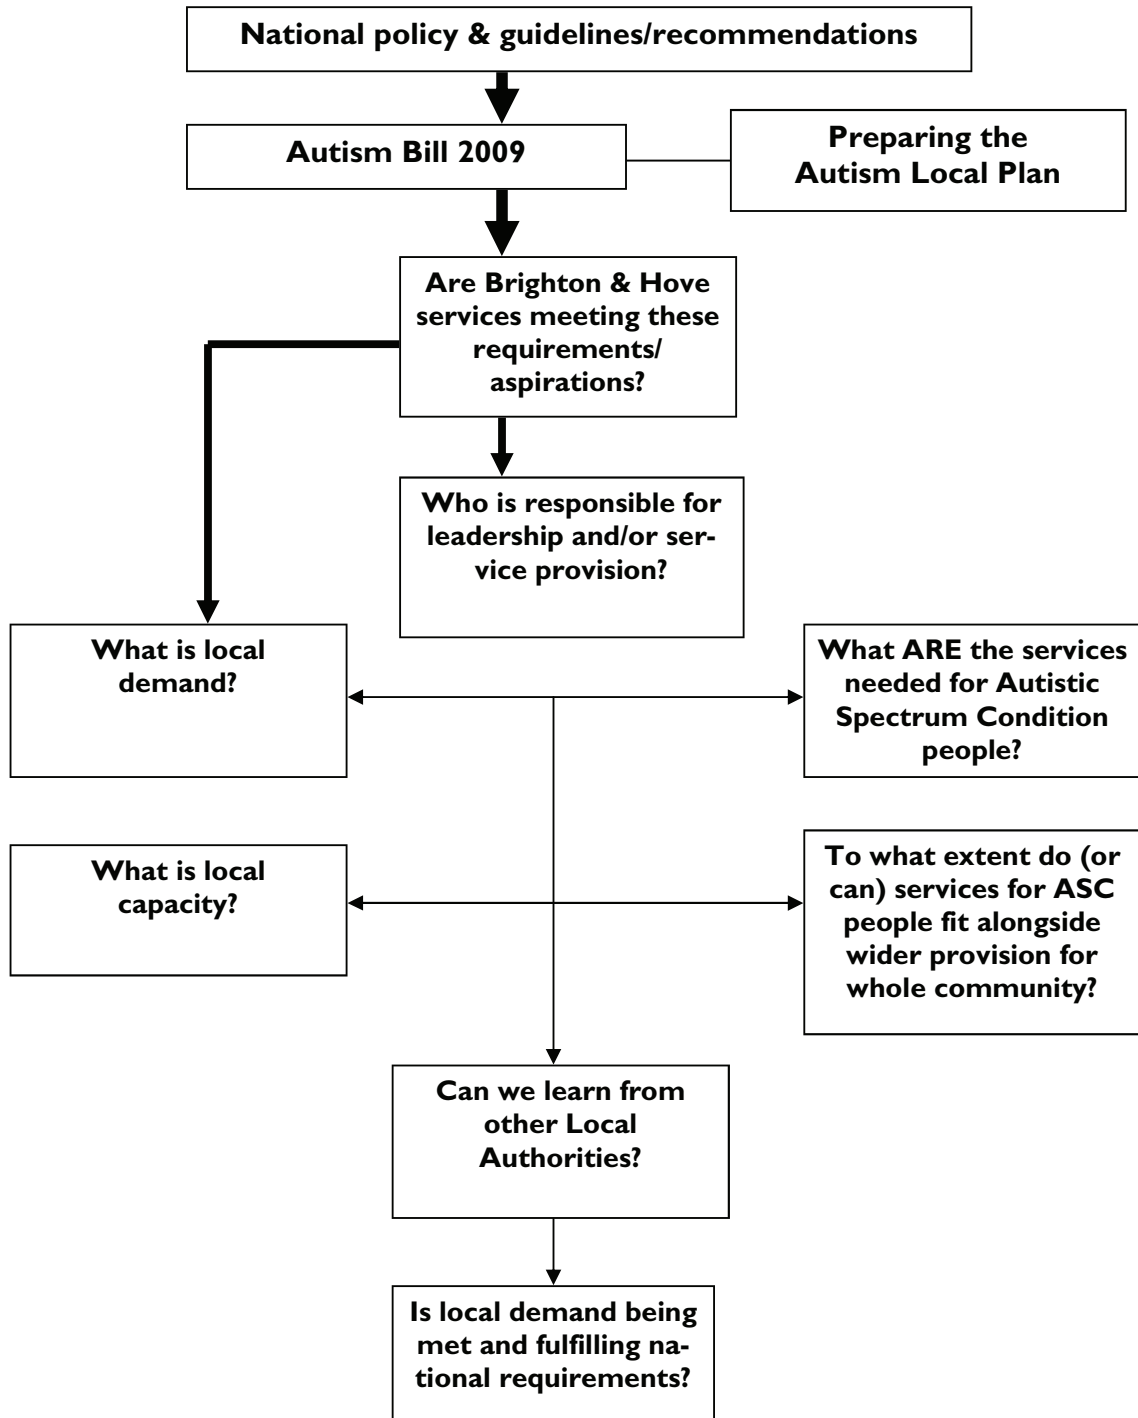 National policy & guidelines/recommendations
Autism Bill 2009
Preparing the
Autism Local Plan
Are Brighton & Hove
services meeting these
requirements/
aspirations?
Who is responsible for
leadership and/or ser-
vice provision?
What is local
demand?
What ARE the services
needed for Autistic
Spectrum Condition
people?
What is local
capacity?
To what extent do (or
can) services for ASC
people fit alongside
wider provision for
whole community?
Can we learn from
other Local
Authorities?
Is local demand being
met and fulfilling na-
tional requirements?